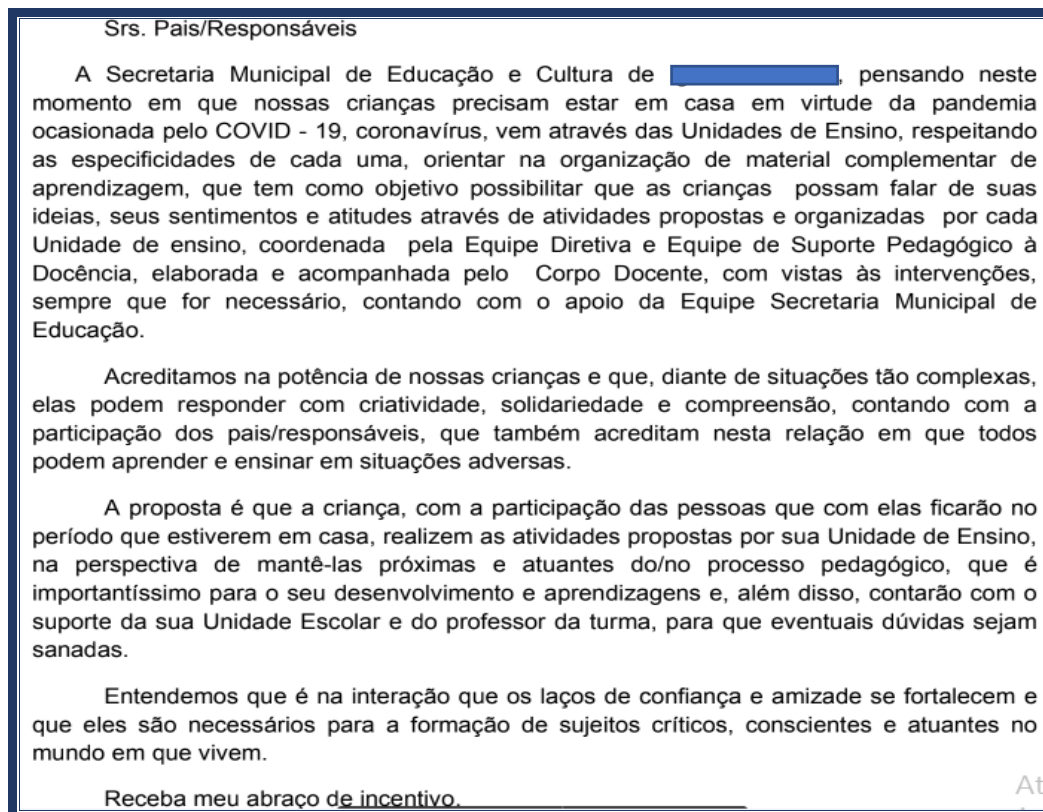 Srs. Pais/Responsáveis
A Secretaria Municipal de Educação e Cultura de , pensando neste
momento em que nossas crianças precisam estar em casa em virtude da pandemia
ocasionada pelo COVID - 19, coronavírus, vem através das Unidades de Ensino, respeitando
as especificidades de cada uma, orientar na organização de material complementar de
aprendizagem, que tem como objetivo possibilitar que as crianças possam falar de suas
ideias, seus sentimentos e atitudes através de atividades propostas e organizadas por cada
Unidade de ensino, coordenada pela Equipe Diretiva e Equipe de Suporte Pedagógico à
Docência, elaborada e acompanhada pelo Corpo Docente, com vistas às intervenções,
sempre que for necessário, contando com o apoio da Equipe Secretaria Municipal de
Educação.
Acreditamos na potência de nossas crianças e que, diante de situações tão complexas,
elas podem responder com criatividade, solidariedade e compreensão, contando com a
participação dos pais/responsáveis, que também acreditam nesta relação em que todos
podem aprender e ensinar em situações adversas.
A proposta é que a criança, com a participação das pessoas que com elas ficarão no
período que estiverem em casa, realizem as atividades propostas por sua Unidade de Ensino,
na perspectiva de mantê-las próximas e atuantes do/no processo pedagógico, que é
importantíssimo para o seu desenvolvimento e aprendizagens e, além disso, contarão com o
suporte da sua Unidade Escolar e do professor da turma, para que eventuais dúvidas sejam
sanadas.
Entendemos que é na interação que os laços de confiança e amizade se fortalecem e
que eles são necessários para a formação de sujeitos críticos, conscientes e atuantes no
mundo em que vivem.
Receba meu abraço de incentivo.
At